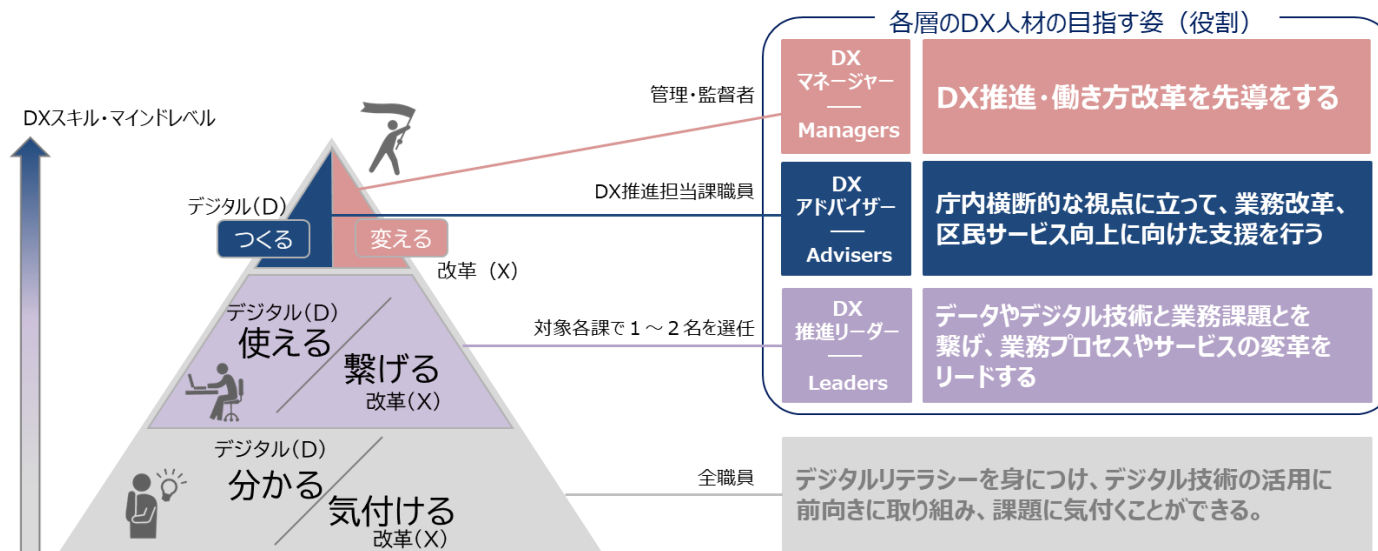 各層のDX人材の目指す姿（役割）
DXスキル・マインドレベル
デジタル(D)
つくる
変える
改革（X）
デジタル(D)
使える
繋げる
改革(X)
デジタル(D)
分かる
気付ける
改革(X)
管理・監督者
DX
マネージャー
Managers
DX推進・働き方改革を先導をする
DX推進担当課職員
DX
アドバイザー
Advisers
庁内横断的な視点に立って、業務改革、
区民サービス向上に向けた支援を行う
対象各課で１～２名を選任
DX
推進リーダー
Leaders
データやデジタル技術と業務課題とを
繋げ、業務プロセスやサービスの変革を
リードする
全職員
デジタルリテラシーを身につけ、デジタル技術の活用に
前向きに取り組み、課題に気付くことができる。